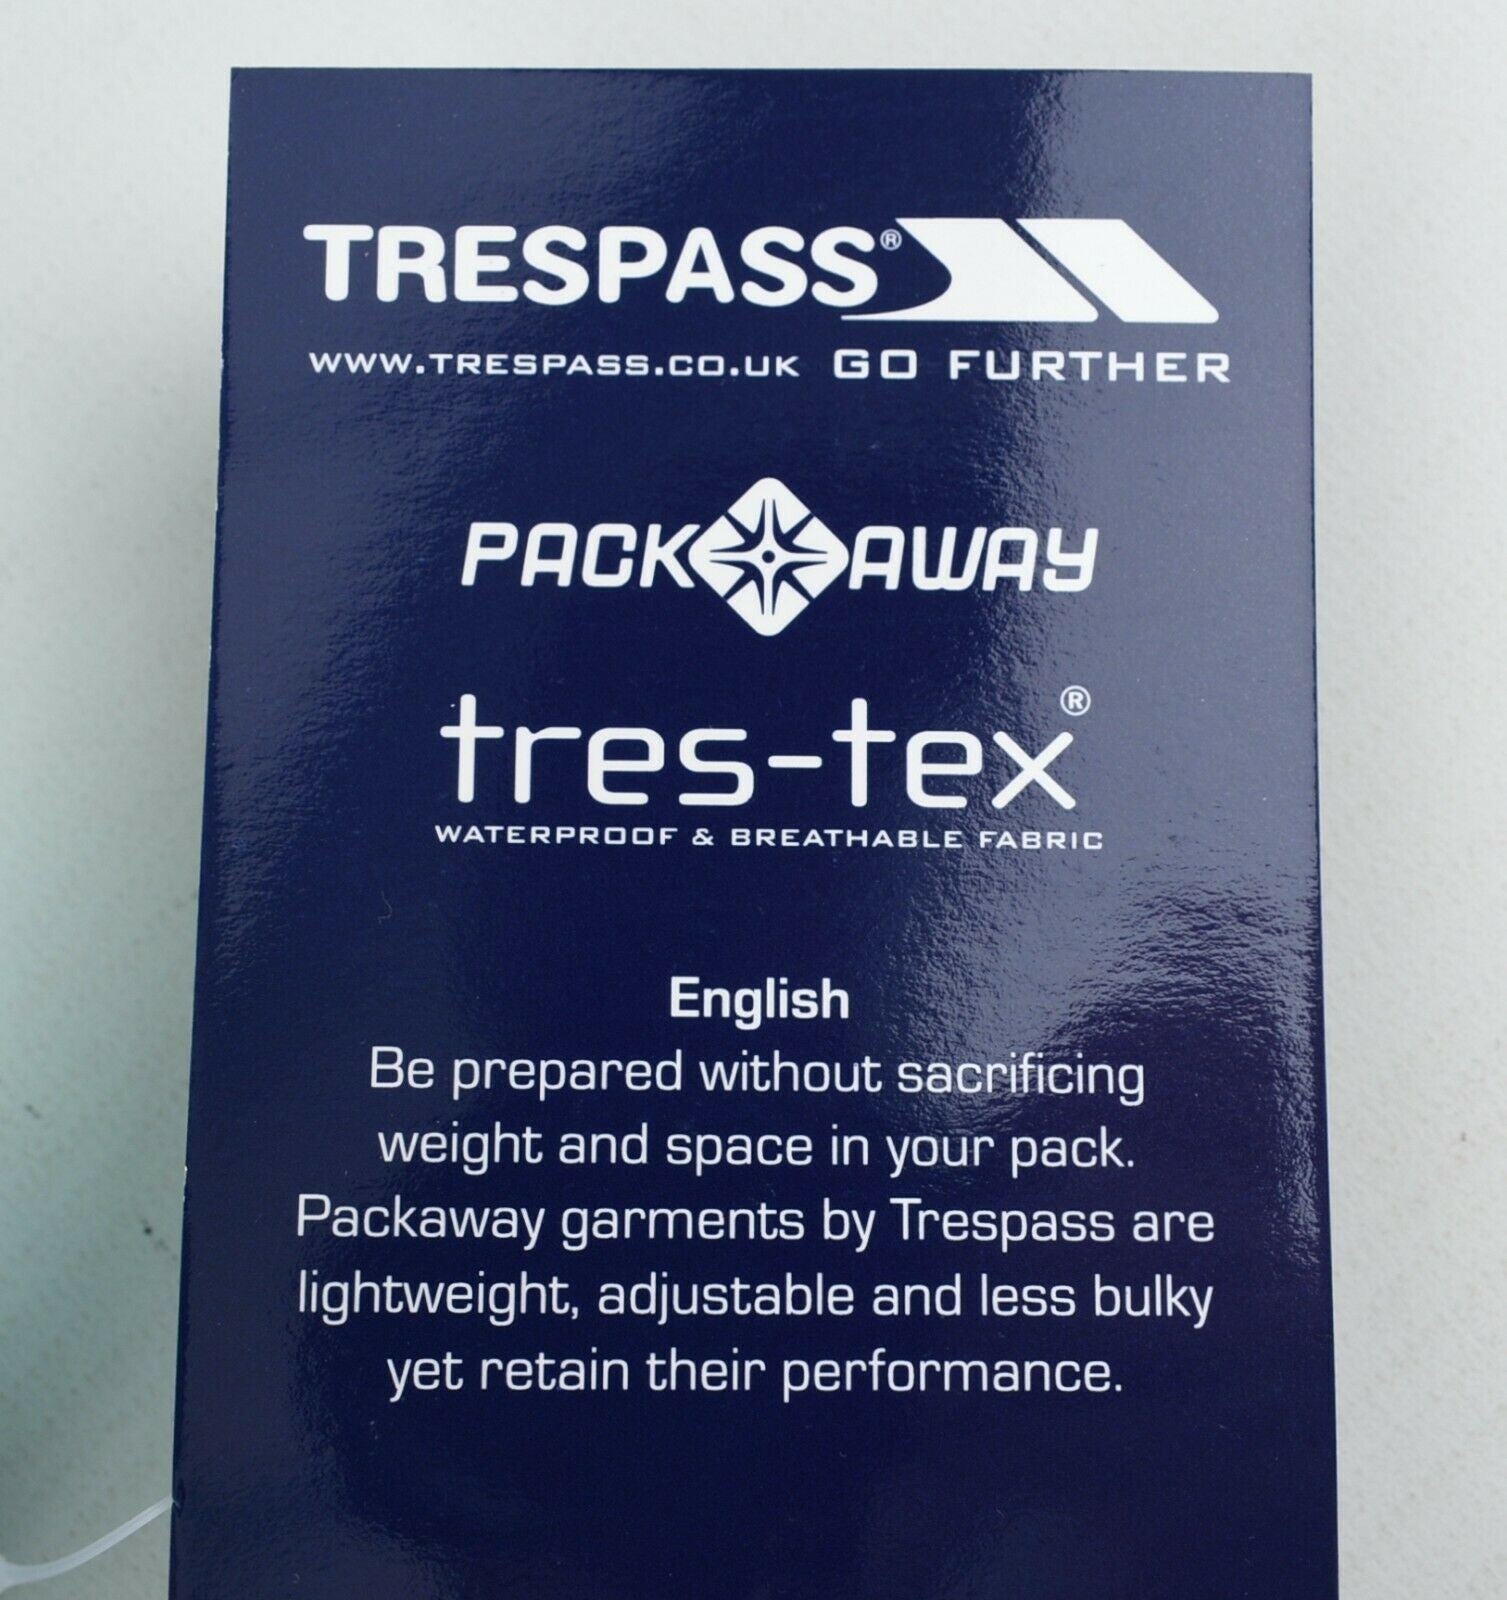 TRESPASS®
WWW.TRESPASS.CO.UK GO FURTHER
PACK AWAY
tres-tex®
WATERPROOF & BREATHABLE FABRIC
English
Be prepared without sacrificing
weight and space in your pack.
Packaway garments by Trespass are
lightweight, adjustable and less bulky
yet retain their performance.